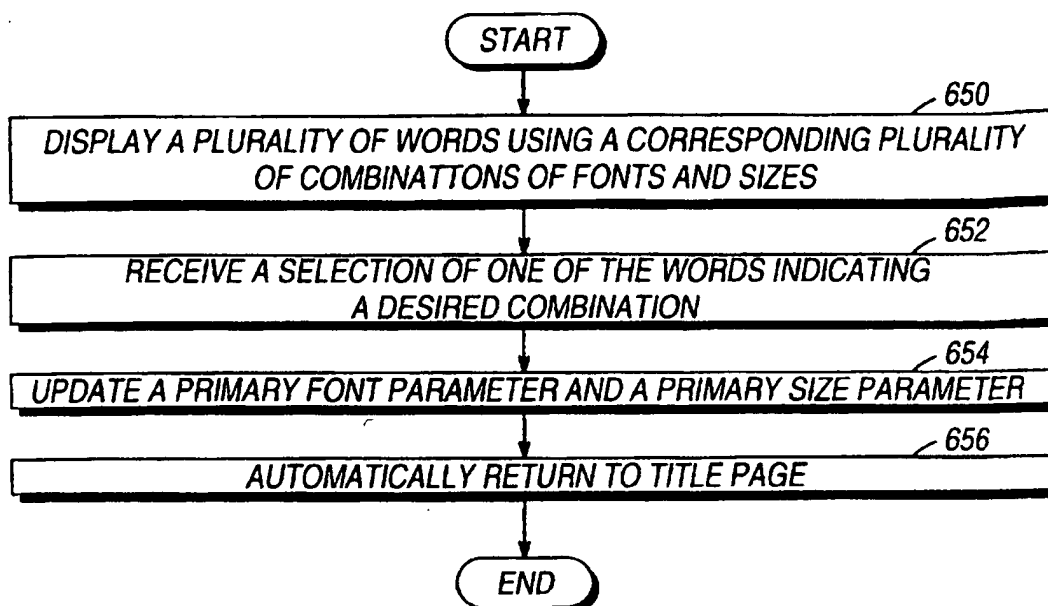 START
650
DISPLAY A PLURALITY OF WORDS USING A CORRESPONDING PLURALITY
OF COMBINATTONS OF FONTS AND SIZES
652
RECEIVE A SELECTION OF ONE OF THE WORDS INDICATING
A DESIRED COMBINATION
654
UPDATE A PRIMARY FONT PARAMETER AND A PRIMARY SIZE PARAMETER
656
AUTOMATICALLY RETURN TO TITLE PAGE
END